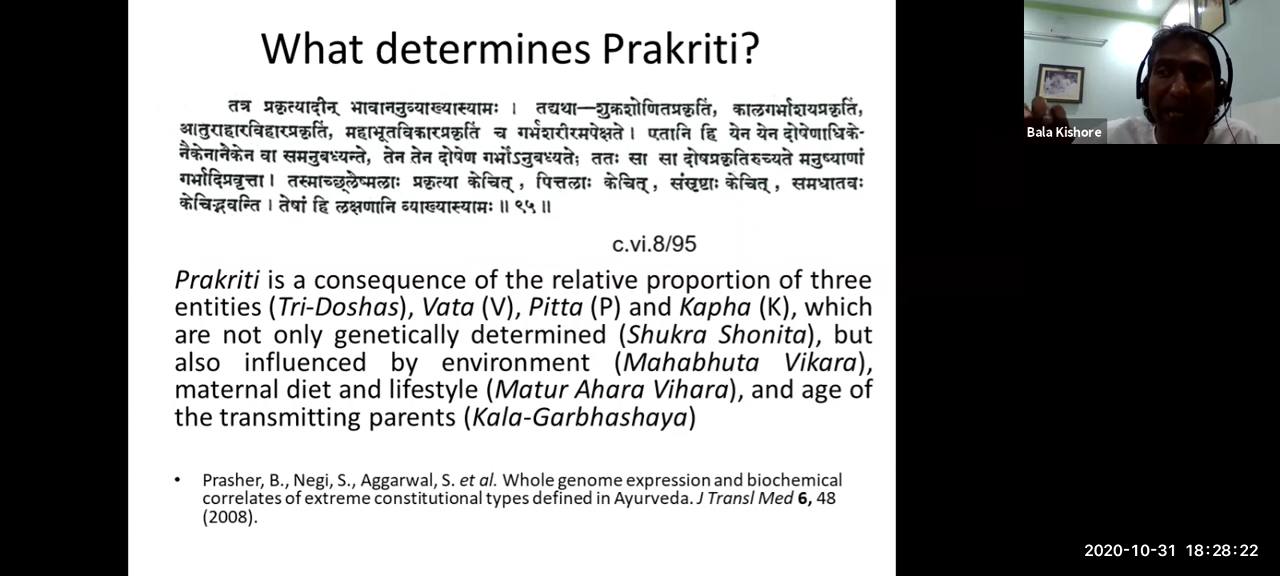 What determines Prakriti?
तत्र प्रकृत्यादीन् भावाननुव्याख्यास्यामः । तद्यथा—शुक्रशोणितप्रकृतिं, कालगर्भाशयप्रकृतिं,
आतुराहारविहारप्रकृतिं, महाभूतविकारप्रकृतिं च गर्भशरीरमपेक्षते । एतानि हि येन येन दोषेणाधिके-
नैकेनानैकेन वा समनुबध्यन्ते, तेन तेन दोषेण गर्भोऽनुबध्यते; ततः सा सा दोषप्रकृतिरुच्यते मनुष्याणां
गर्भादिप्रवृत्ता । तस्माच्छ्लेष्मलाः प्रकृत्या केचित् , पित्तलाः केचित् , संसृष्टाः केचित् , समधातवः
केचिद्भवन्ति । तेषां हि लक्षणानि व्याख्यास्यामः ॥ ९५ ॥
c.vi.8/95
Prakriti is a consequence of the relative proportion of three
entities (Tri-Doshas), Vata (V), Pitta (P) and Kapha (K), which
are not only genetically determined (Shukra Shonita), but
also influenced by environment (Mahabhuta Vikara),
maternal diet and lifestyle (Matur Ahara Vihara), and age of
the transmitting parents (Kala-Garbhashaya)
• Prasher, B., Negi, S., Aggarwal, S. et al. Whole genome expression and biochemical
correlates of extreme constitutional types defined in Ayurveda. J Transl Med 6, 48
(2008).
Bala Kishore
2020-10-31 18:28:22